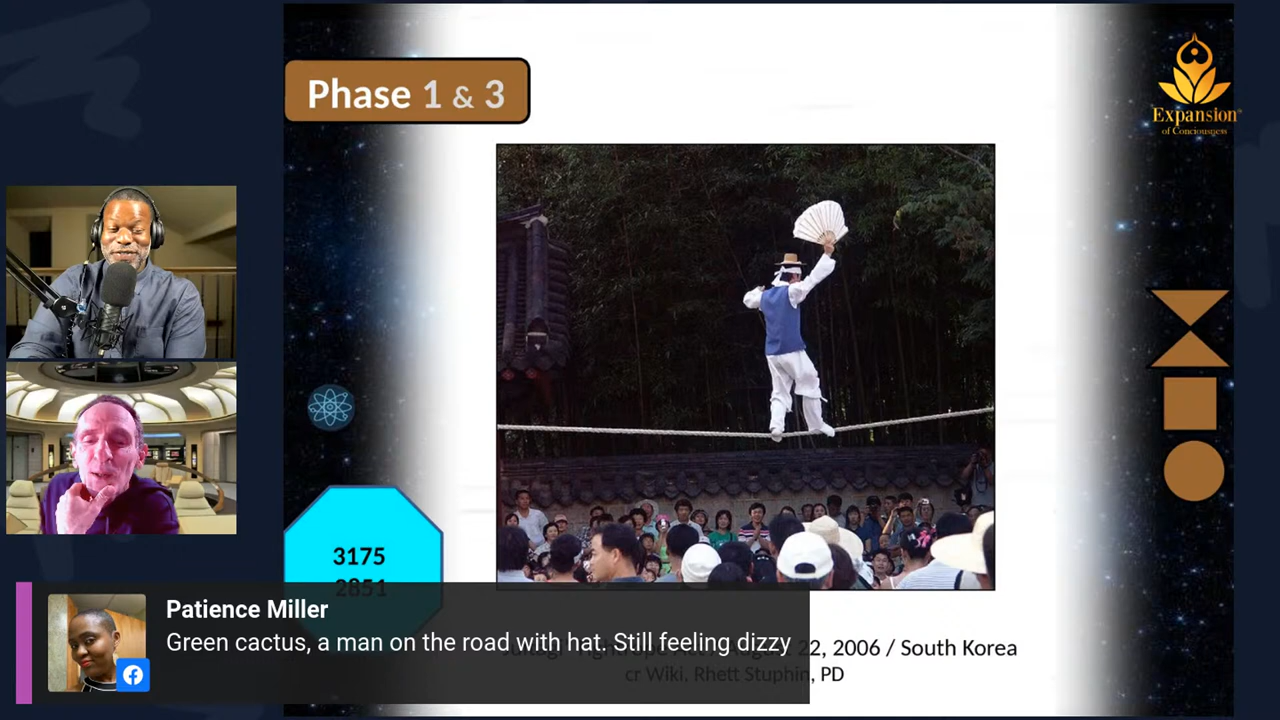 Phase 1 & 3
Expansion
of Conciousness
3175
2851
Patience Miller
Green cactus, a man on the road with hat. Still feeling dizzy
22, 2006 / South Korea
cr Wiki, Rhett Stuphin, PD